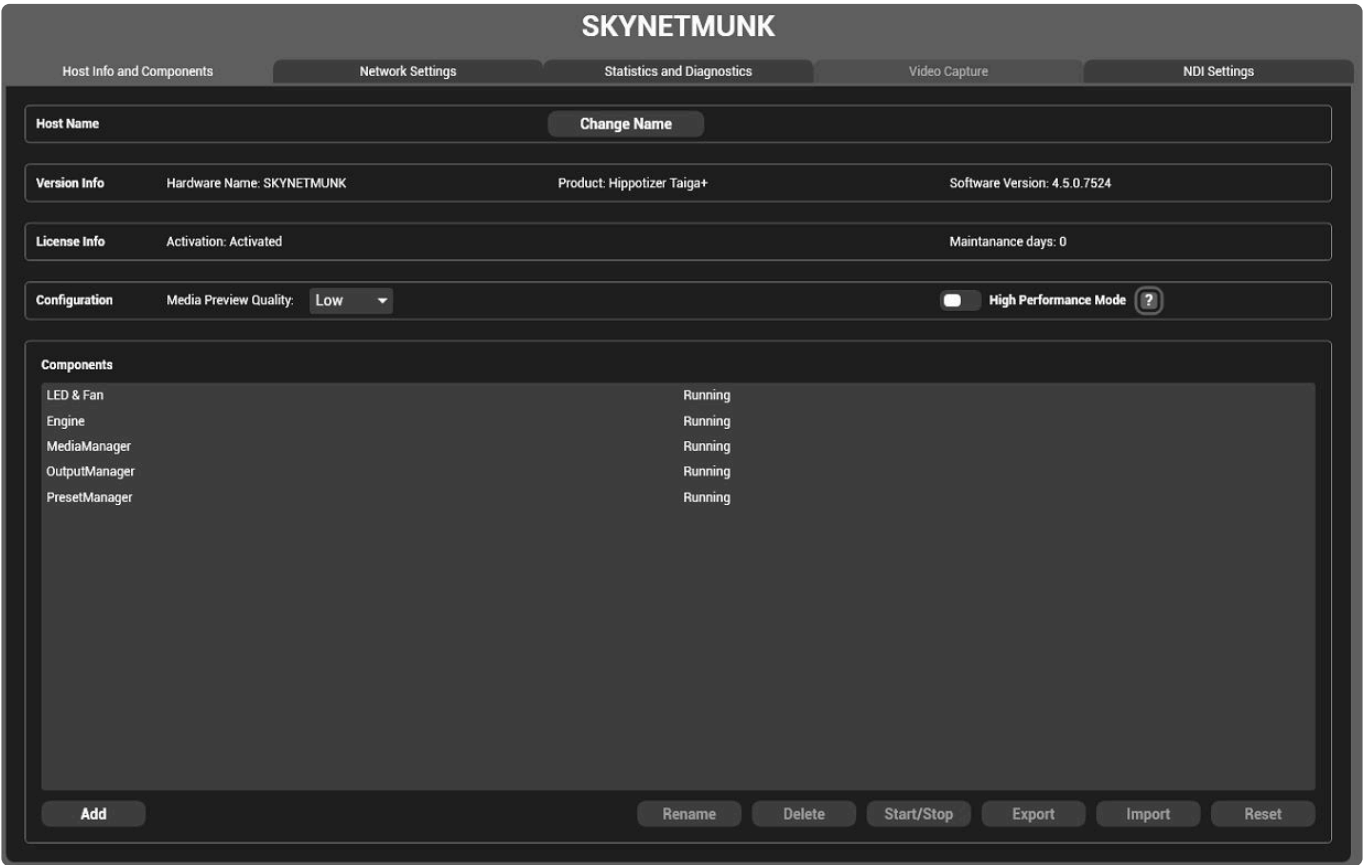 SKYNETMUNK
Host Info and Components Network Settings Statistics and Diagnostics Video Capture NDI Settings
Host Name Change Name
Version Info Hardware Name: SKYNETMUNK Product: Hippotizer Taiga+ Software Version: 4.5.0.7524
License Info Activation: Activated Maintanance days: 0
Configuration Media Preview Quality: Low High Performance Mode ?
Components
LED & Fan Running
Engine Running
MediaManager Running
OutputManager Running
PresetManager Running
Add Rename Delete Start/Stop Export Import Reset